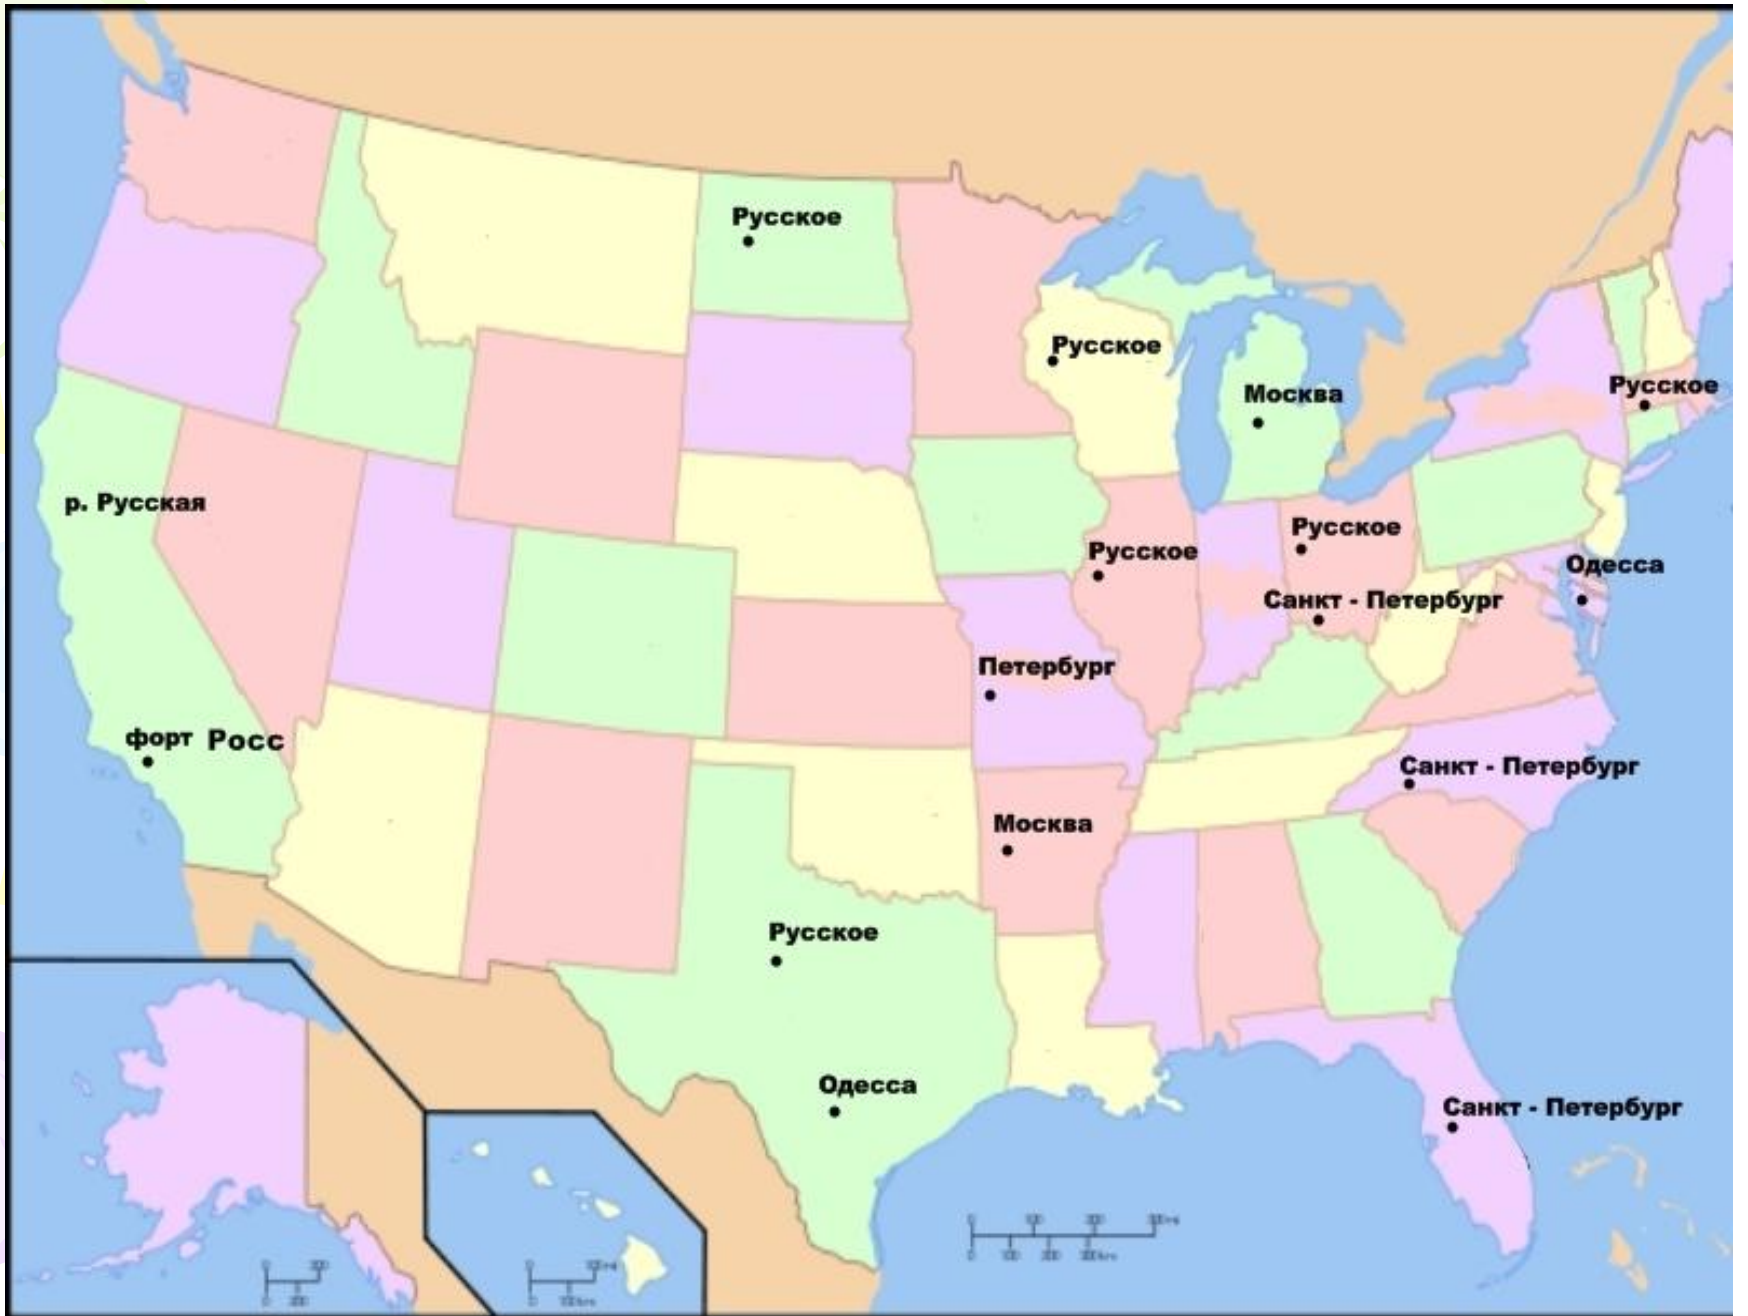 Русское
Русское
Русское
Москва
р. Русская
Русское
Русское
Одесса
Санкт - Петербург
Петербург
форт Росс
Санкт - Петербург
Москва
Русское
Одесса
Санкт - Петербург